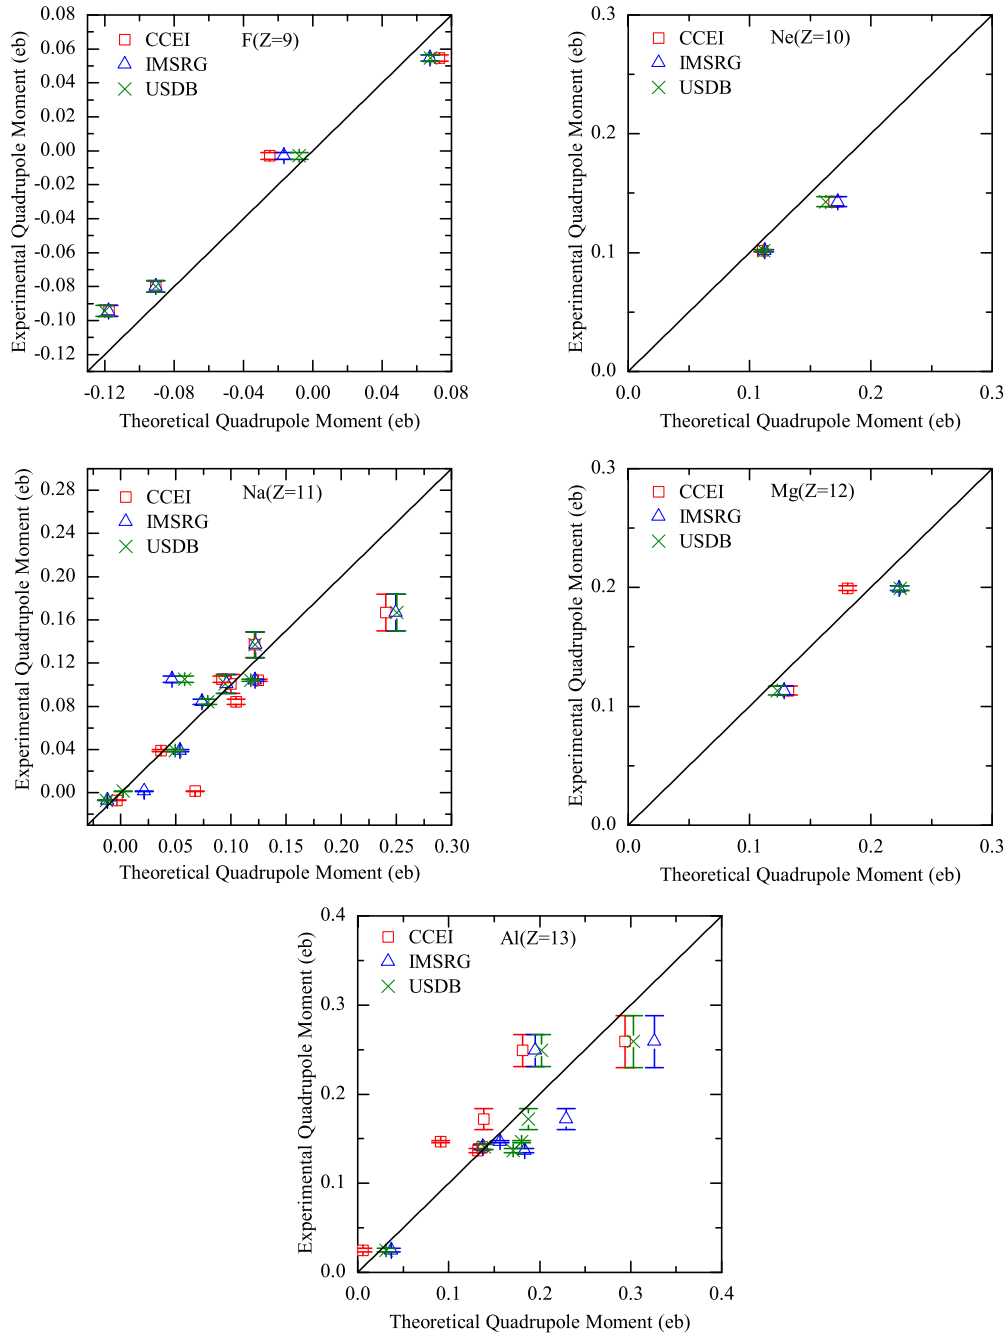 F(Z=9)
CCEI
IMSRG
USDB
Experimental Quadrupole Moment (eb)
0.08
0.06
0.04
0.02
0.00
-0.02
-0.04
-0.06
-0.08
-0.10
-0.12
-0.12 -0.08 -0.04 0.00 0.04 0.08
Theoretical Quadrupole Moment (eb)
Ne(Z=10)
CCEI
IMSRG
USDB
Experimental Quadrupole Moment (eb)
0.3
0.2
0.1
0.0
0.0 0.1 0.2 0.3
Theoretical Quadrupole Moment (eb)
Na(Z=11)
CCEI
IMSRG
USDB
Experimental Quadrupole Moment (eb)
0.28
0.24
0.20
0.16
0.12
0.08
0.04
0.00
0.00 0.05 0.10 0.15 0.20 0.25 0.30
Theoretical Quadrupole Moment (eb)
Mg(Z=12)
CCEI
IMSRG
USDB
Experimental Quadrupole Moment (eb)
0.3
0.2
0.1
0.0
0.0 0.1 0.2 0.3
Theoretical Quadrupole Moment (eb)
Al(Z=13)
CCEI
IMSRG
USDB
Experimental Quadrupole Moment (eb)
0.4
0.3
0.2
0.1
0.0
0.0 0.1 0.2 0.3 0.4
Theoretical Quadrupole Moment (eb)